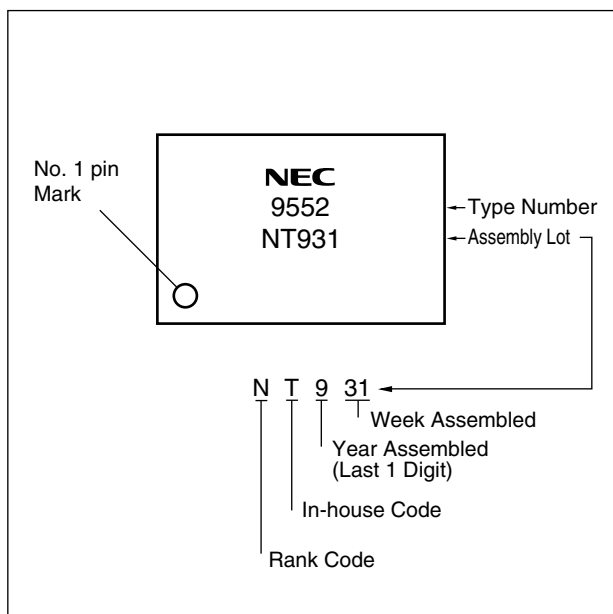 No. 1 pin
Mark
NEC
9552
NT931
Type Number
Assembly Lot
N T 9 31
Week Assembled
Year Assembled
(Last 1 Digit)
In-house Code
Rank Code